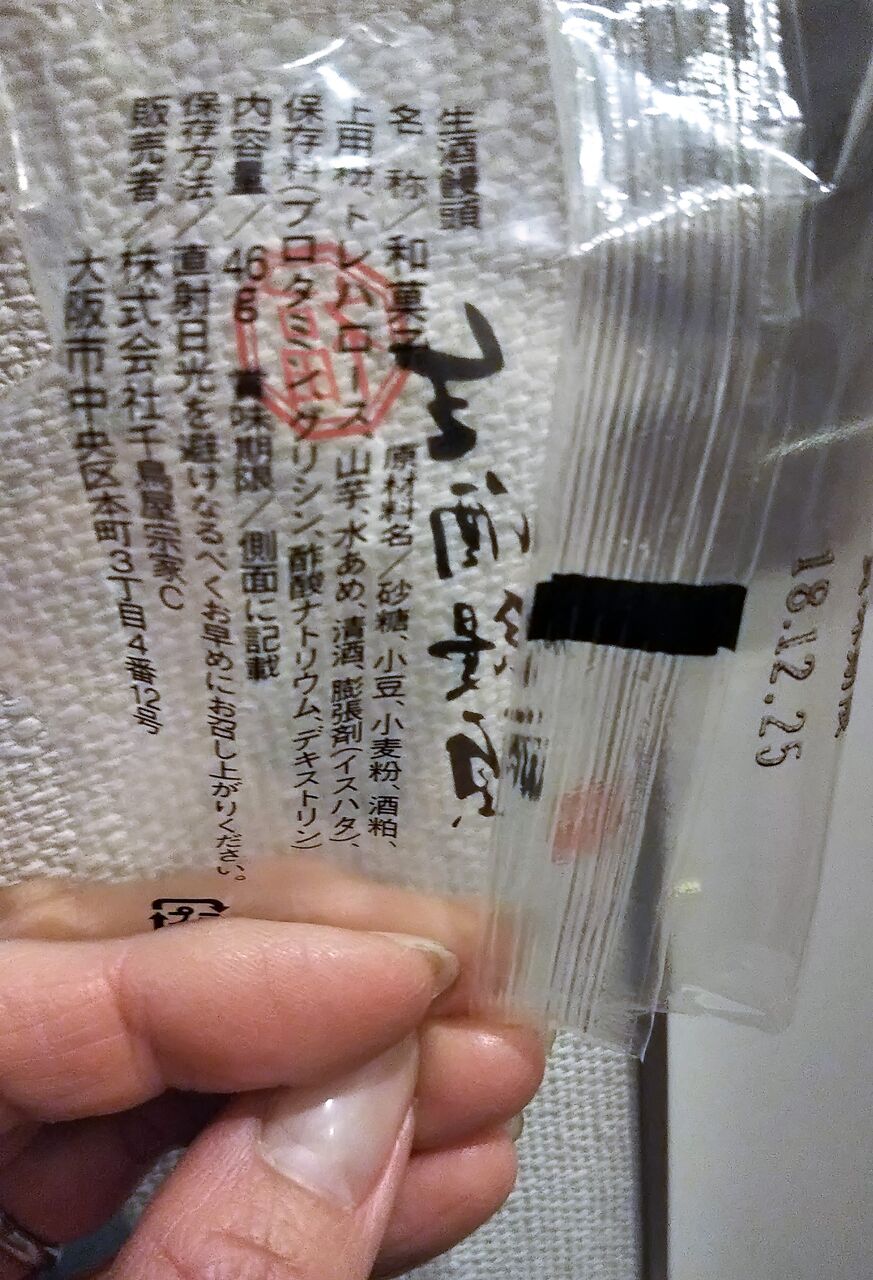 生酒饅頭
名 称／和菓子 原材料名／砂糖、小豆、小麦粉、酒粕、
上用粉、トレハロース、山芋、水あめ、清酒、膨張剤(イスパタ)、
保存料(プロタミン、グリシン、酢酸ナトリウム、デキストリン)
内容量／46g 賞味期限／側面に記載
保存方法／直射日光を避けなるべくお早めにお召し上がりください。
販売者／株式会社千鳥屋宗家C
大阪市中央区本町3丁目4番12号
プラ
18.12.25